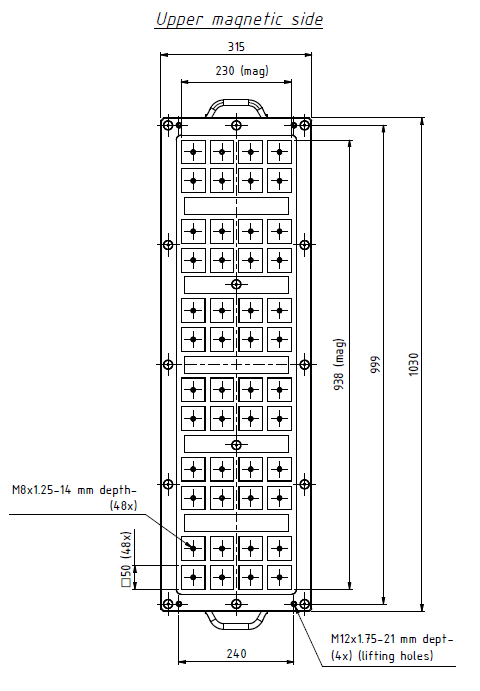 Upper magnetic side
315
230 (mag)
938 (mag)
999
1030
M8x1.25-14 mm depth-
(48x)
□50 (48x)
M12x1.75-21 mm dept-
(4x) (lifting holes)
240